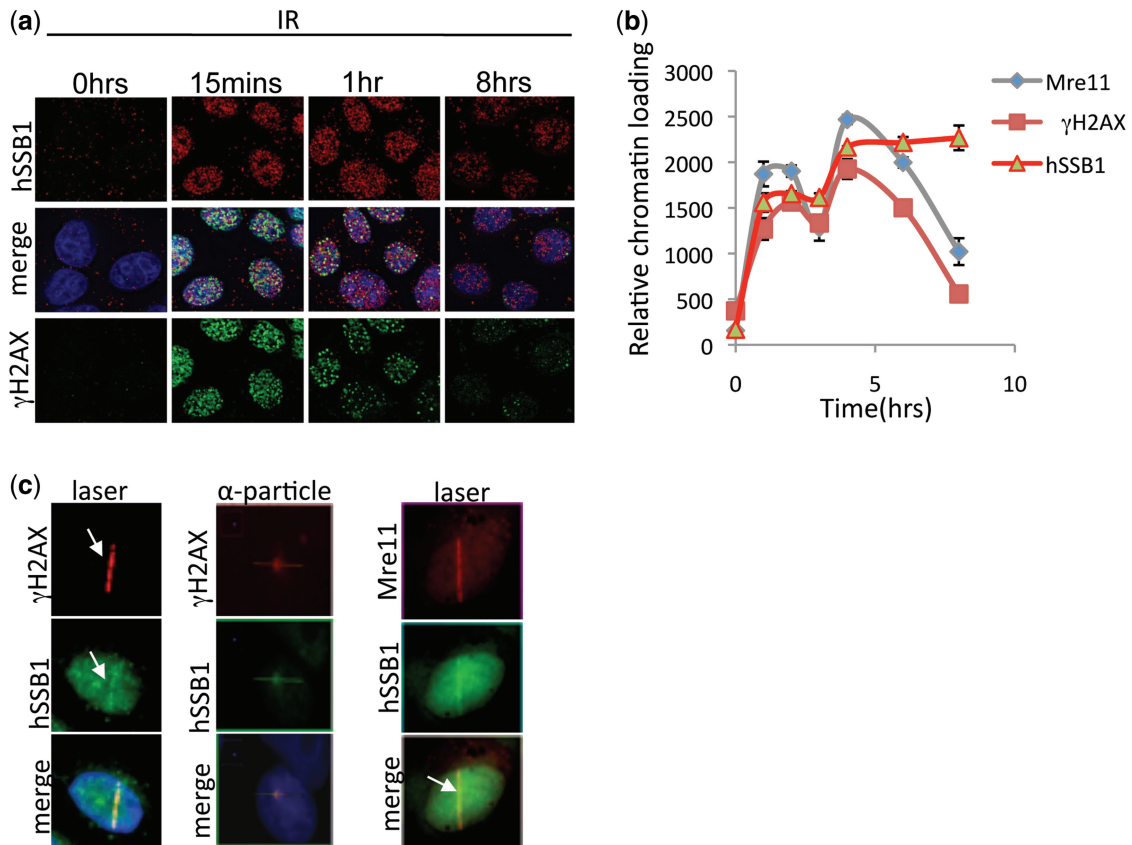 (a)
IR
0hrs 15mins 1hr 8hrs
hSSB1
merge
γH2AX
(b)
Relative chromatin loading
3000
2500
2000
1500
1000
500
0
0 5 10
Time(hrs)
Mre11
γH2AX
hSSB1
(c)
laser
γH2AX
hSSB1
merge
α-particle
γH2AX
hSSB1
merge
laser
Mre11
hSSB1
merge